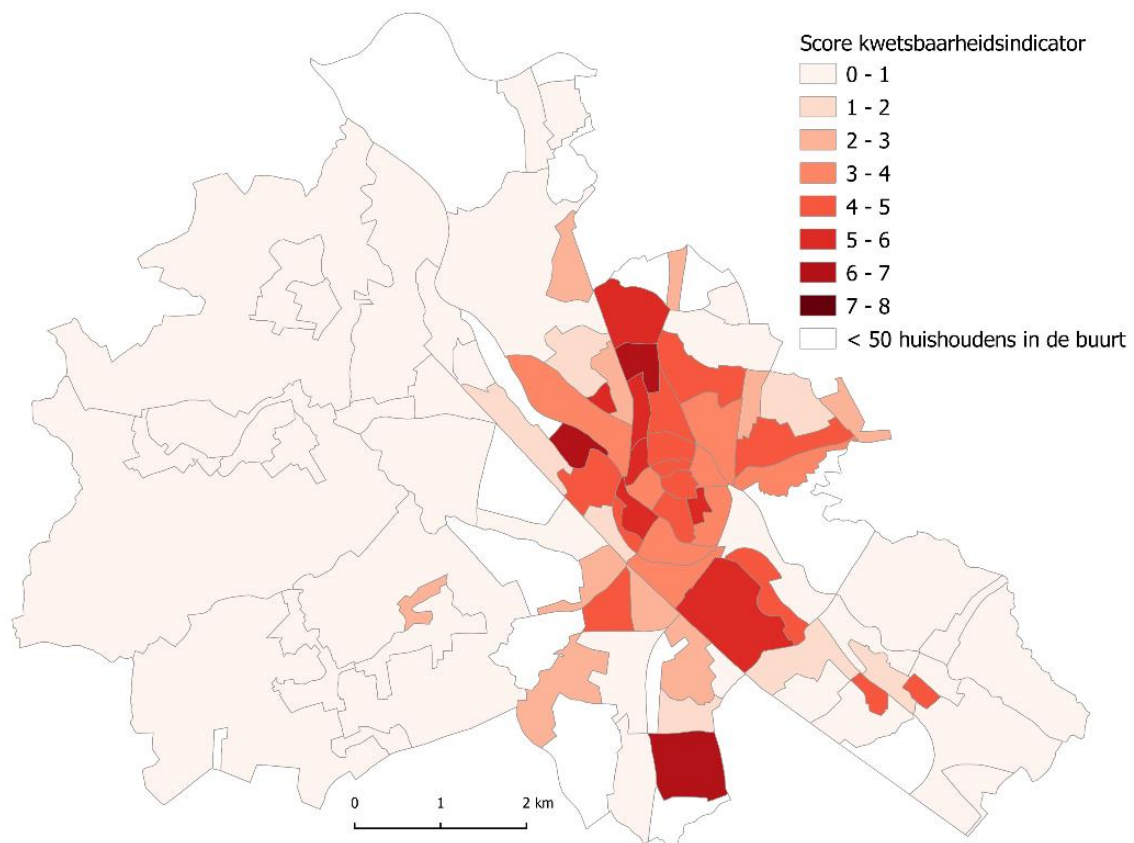 Score kwetsbaarheidsindicator
0 - 1
1 - 2
2 - 3
3 - 4
4 - 5
5 - 6
6 - 7
7 - 8
< 50 huishoudens in de buurt
0 1 2 km